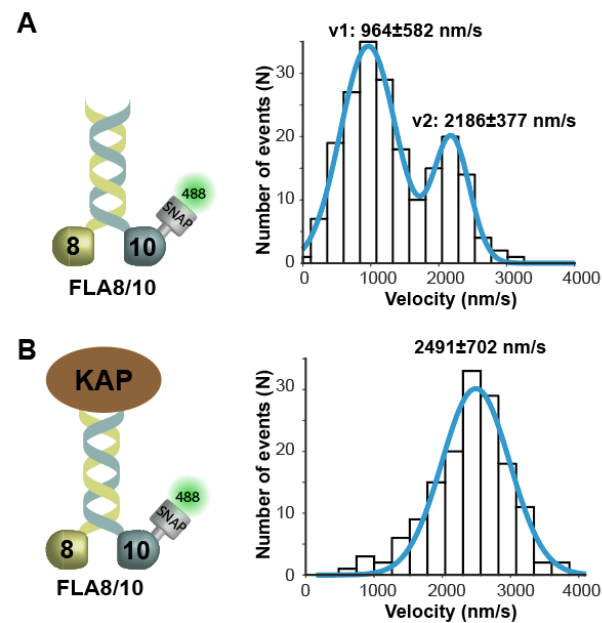 A
488
SNAP
8
10
FLA8/10
v1: 964±582 nm/s
v2: 2186±377 nm/s
Number of events (N)
30
20
10
0
0
1000
2000
3000
4000
Velocity (nm/s)
B
KAP
488
SNAP
8
10
FLA8/10
2491±702 nm/s
Number of events (N)
30
20
10
0
0
1000
2000
3000
4000
Velocity (nm/s)